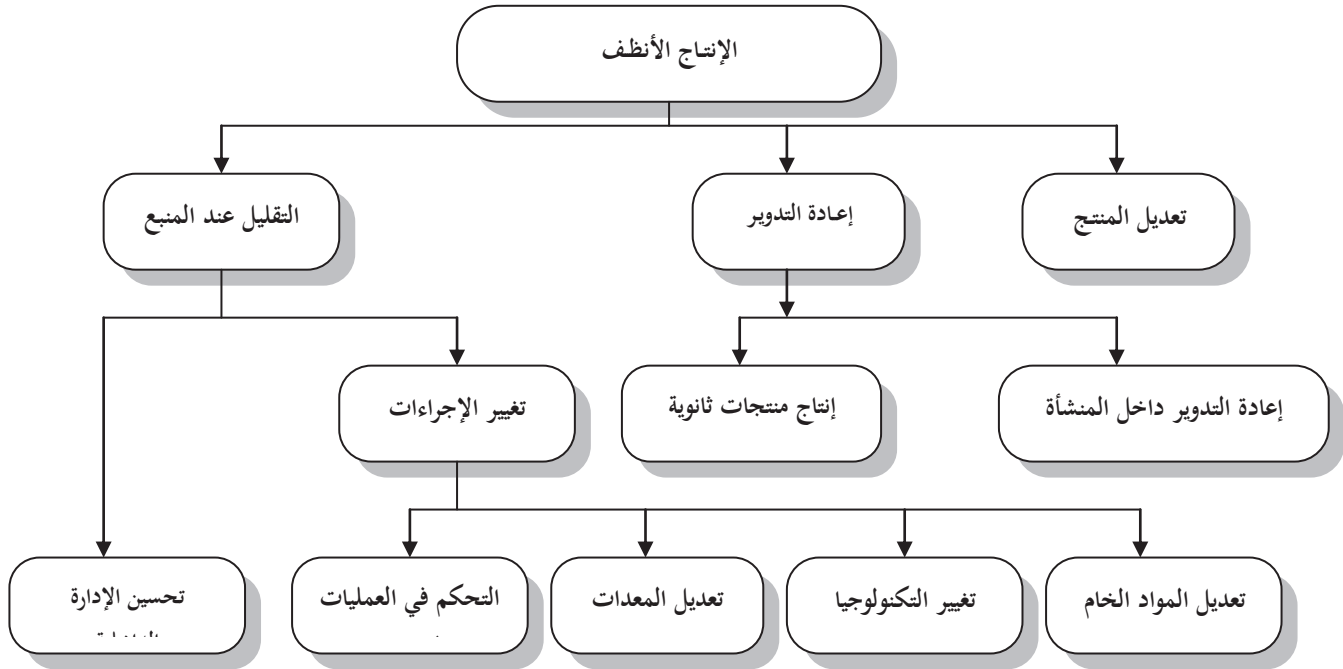 الإنتاج الأنظف
تعديل المنتج
إعادة التدوير
التقليل عند المنبع
إعادة التدوير داخل المنشأة
إنتاج منتجات ثانوية
تغيير الإجراءات
تعديل المواد الخام
تغيير التكنولوجيا
تعديل المعدات
التحكم في العمليات
تحسين الإدارة